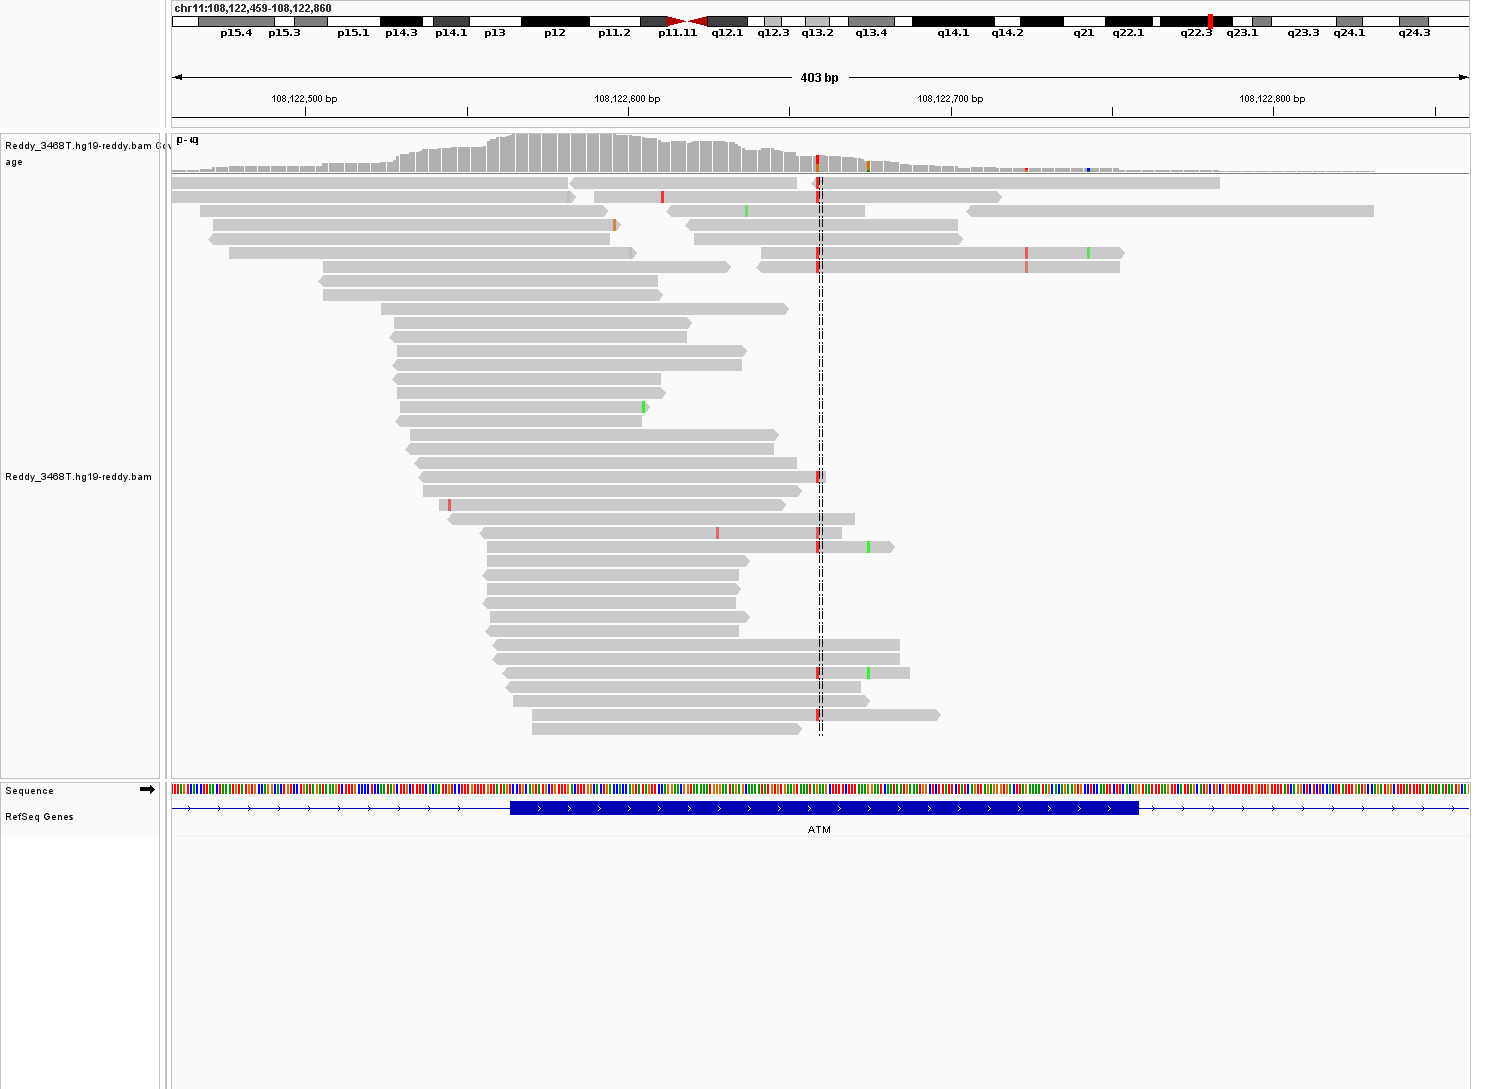 chr11:108,122,459-108,122,860
p15.4 p15.3 p15.1 p14.3 p14.1 p13 p12 p11.2 p11.11 q12.1 q12.3 q13.2 q13.4 q14.1 q14.2 q21 q22.1 q22.3 q23.1 q23.3 q24.1 q24.3
403 bp
108,122,500 bp 108,122,600 bp 108,122,700 bp 108,122,800 bp
Reddy_3468T.hg19-reddy.bam Cov
age
Reddy_3468T.hg19-reddy.bam
Sequence
RefSeq Genes
ATM